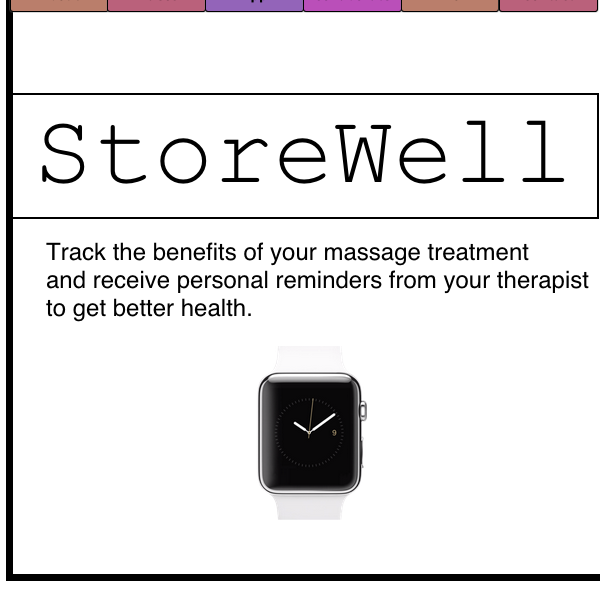 StoreWell
Track the benefits of your massage treatment
and receive personal reminders from your therapist
to get better health.
9